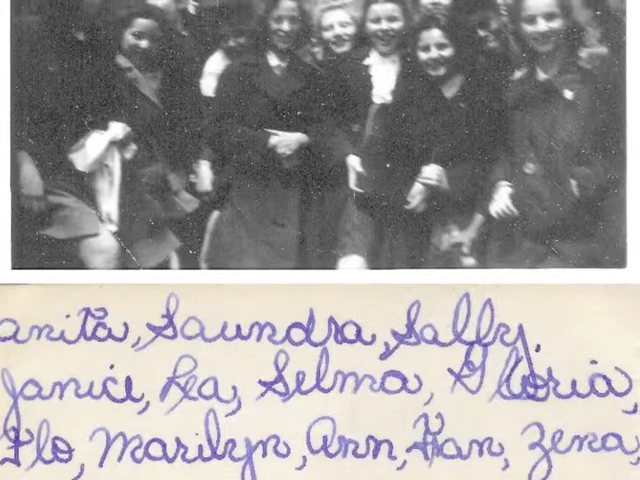 anita, Saundra, Sally,
Janice, Lea, Selma, Gloria,
Flo, Marilyn, Ann, Fran, Zena,